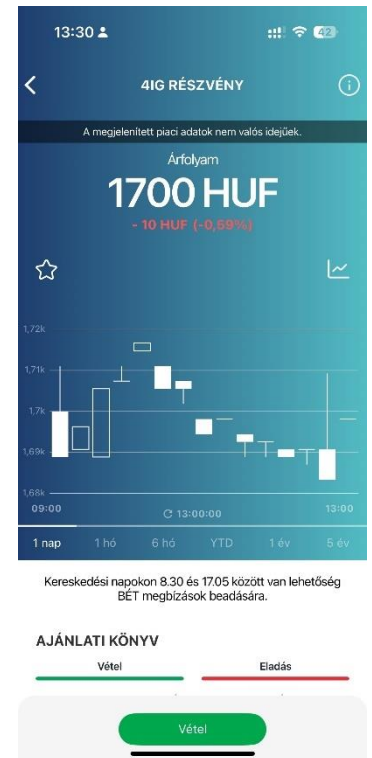 13:30
42
4IG RÉSZVÉNY
A megjelenített piaci adatok nem valós idejűek.
Árfolyam
1700 HUF
- 10 HUF (-0,59%)
1,72k
1,71k
1,7k
1,69k
1,68k
09:00 13:00:00 13:00
1 nap 1 hó 6 hó YTD 1 év 5 év
Kereskedési napokon 8.30 és 17.05 között van lehetőség
BÉT megbízások beadására.
AJÁNLATI KÖNYV
Vétel Eladás
Vétel